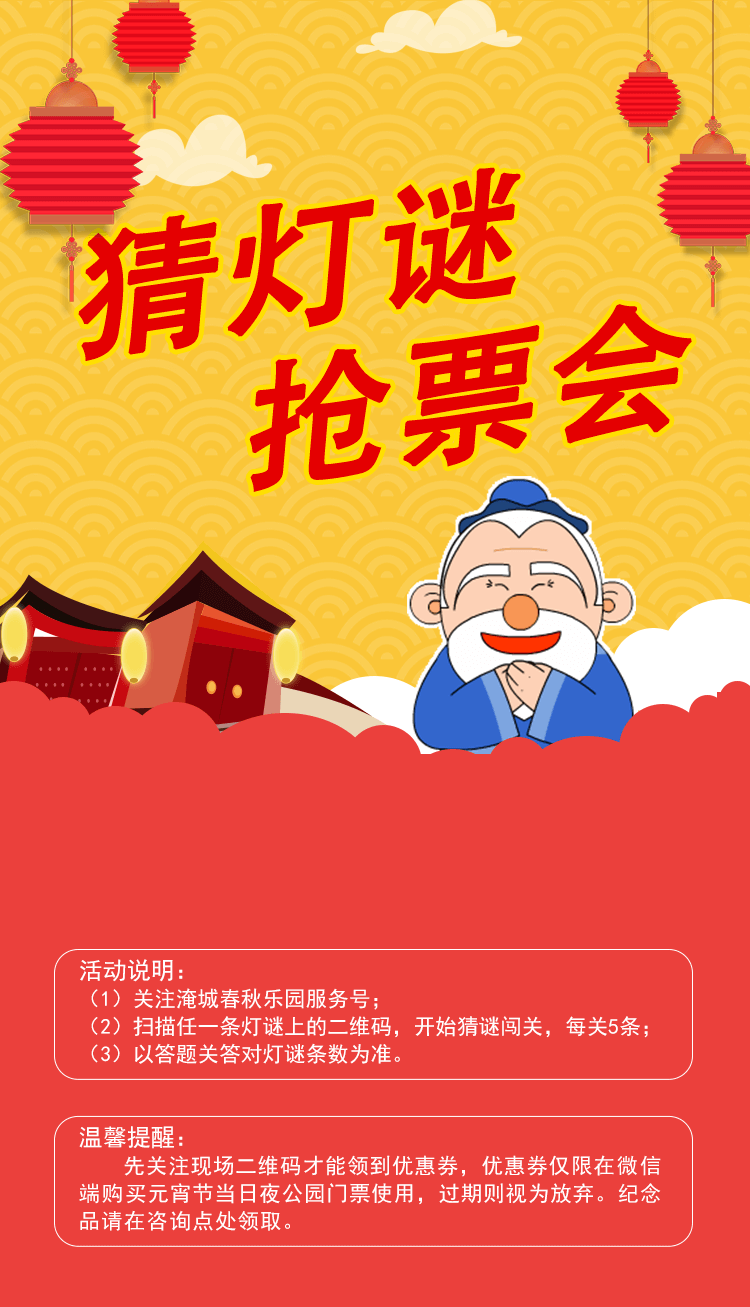 猜灯谜
抢票会
活动说明：
（1）关注淹城春秋乐园服务号；
（2）扫描任一条灯谜上的二维码，开始猜谜闯关，每关5条；
（3）以答题关答对灯谜条数为准。
温馨提醒：
先关注现场二维码才能领到优惠券，优惠券仅限在微信
端购买元宵节当日夜公园门票使用，过期则视为放弃。纪念
品请在咨询点处领取。